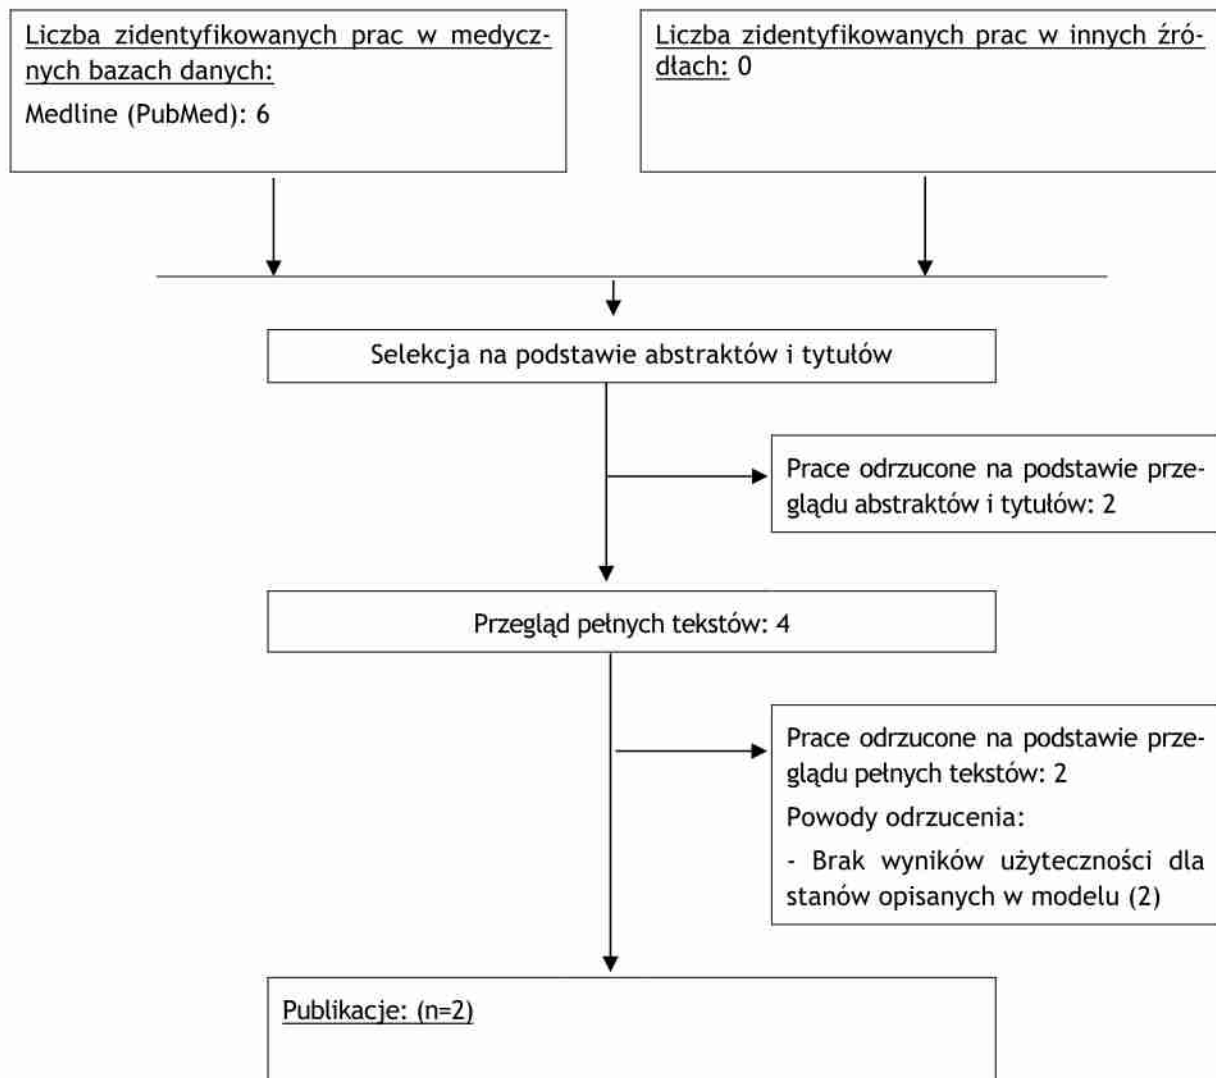 Liczba zidentyfikowanych prac w medycz-
nych bazach danych:
Medline (PubMed): 6
Liczba zidentyfikowanych prac w innych źró-
dłach: 0
Selekcja na podstawie abstraktów i tytułów
Prace odrzucone na podstawie prze-
glądu abstraktów i tytułów: 2
Przegląd pełnych tekstów: 4
Prace odrzucone na podstawie prze-
glądu pełnych tekstów: 2
Powody odrzucenia:
- Brak wyników użyteczności dla
stanów opisanych w modelu (2)
Publikacje: (n=2)